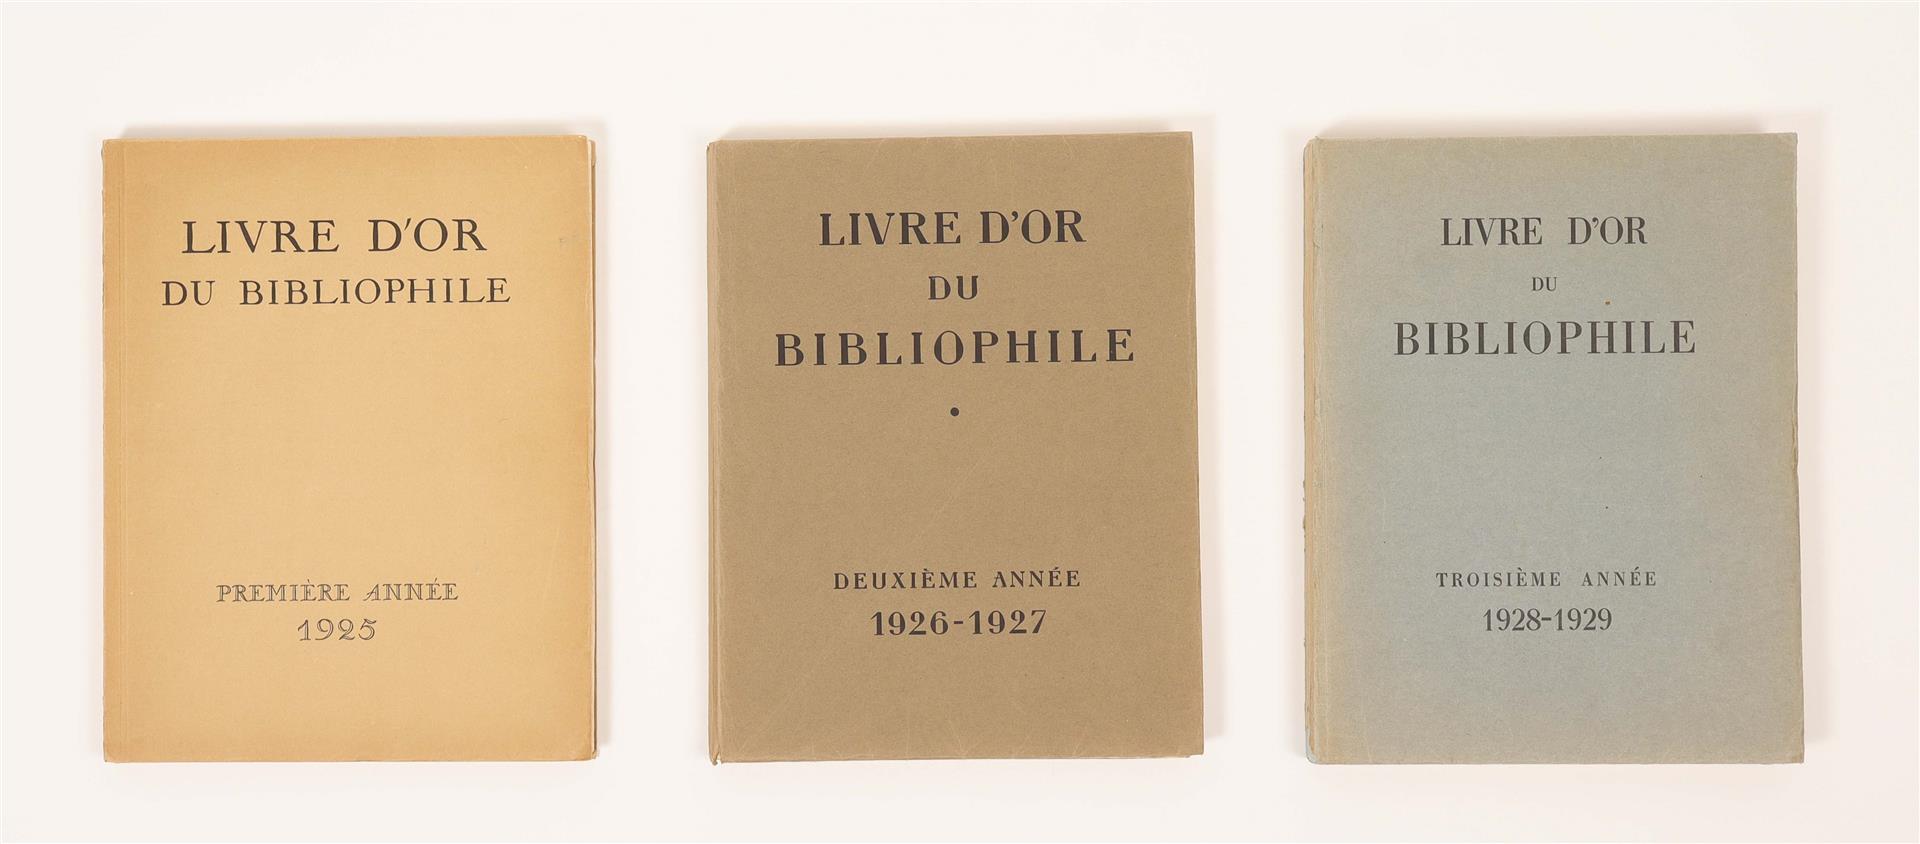 LIVRE D'OR
DU BIBLIOPHILE
PREMIÈRE ANNÉE
1925
LIVRE D'OR
DU
BIBLIOPHILE
•
DEUXIÈME ANNÉE
1926-1927
LIVRE D'OR
DU
BIBLIOPHILE
TROISIÈME ANNÉE
1928-1929